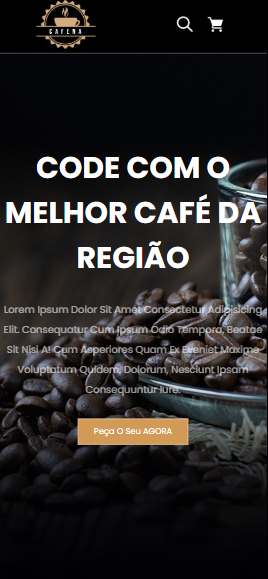 CAFENA
CODE COM O
MELHOR CAFÉ DA
REGIÃO
Lorem Ipsum Dolor Sit Amet Consectetur Adipisicing
Elit. Consequatur Cum Ipsum Odio Tempora, Beatae
Sit Nisi A! Cum Asperiores Quam Ex Eveniet Maxime
Voluptatum Quidem, Dolorum, Nesciunt Ipsam
Consequuntur Iure.
Peça O Seu AGORA